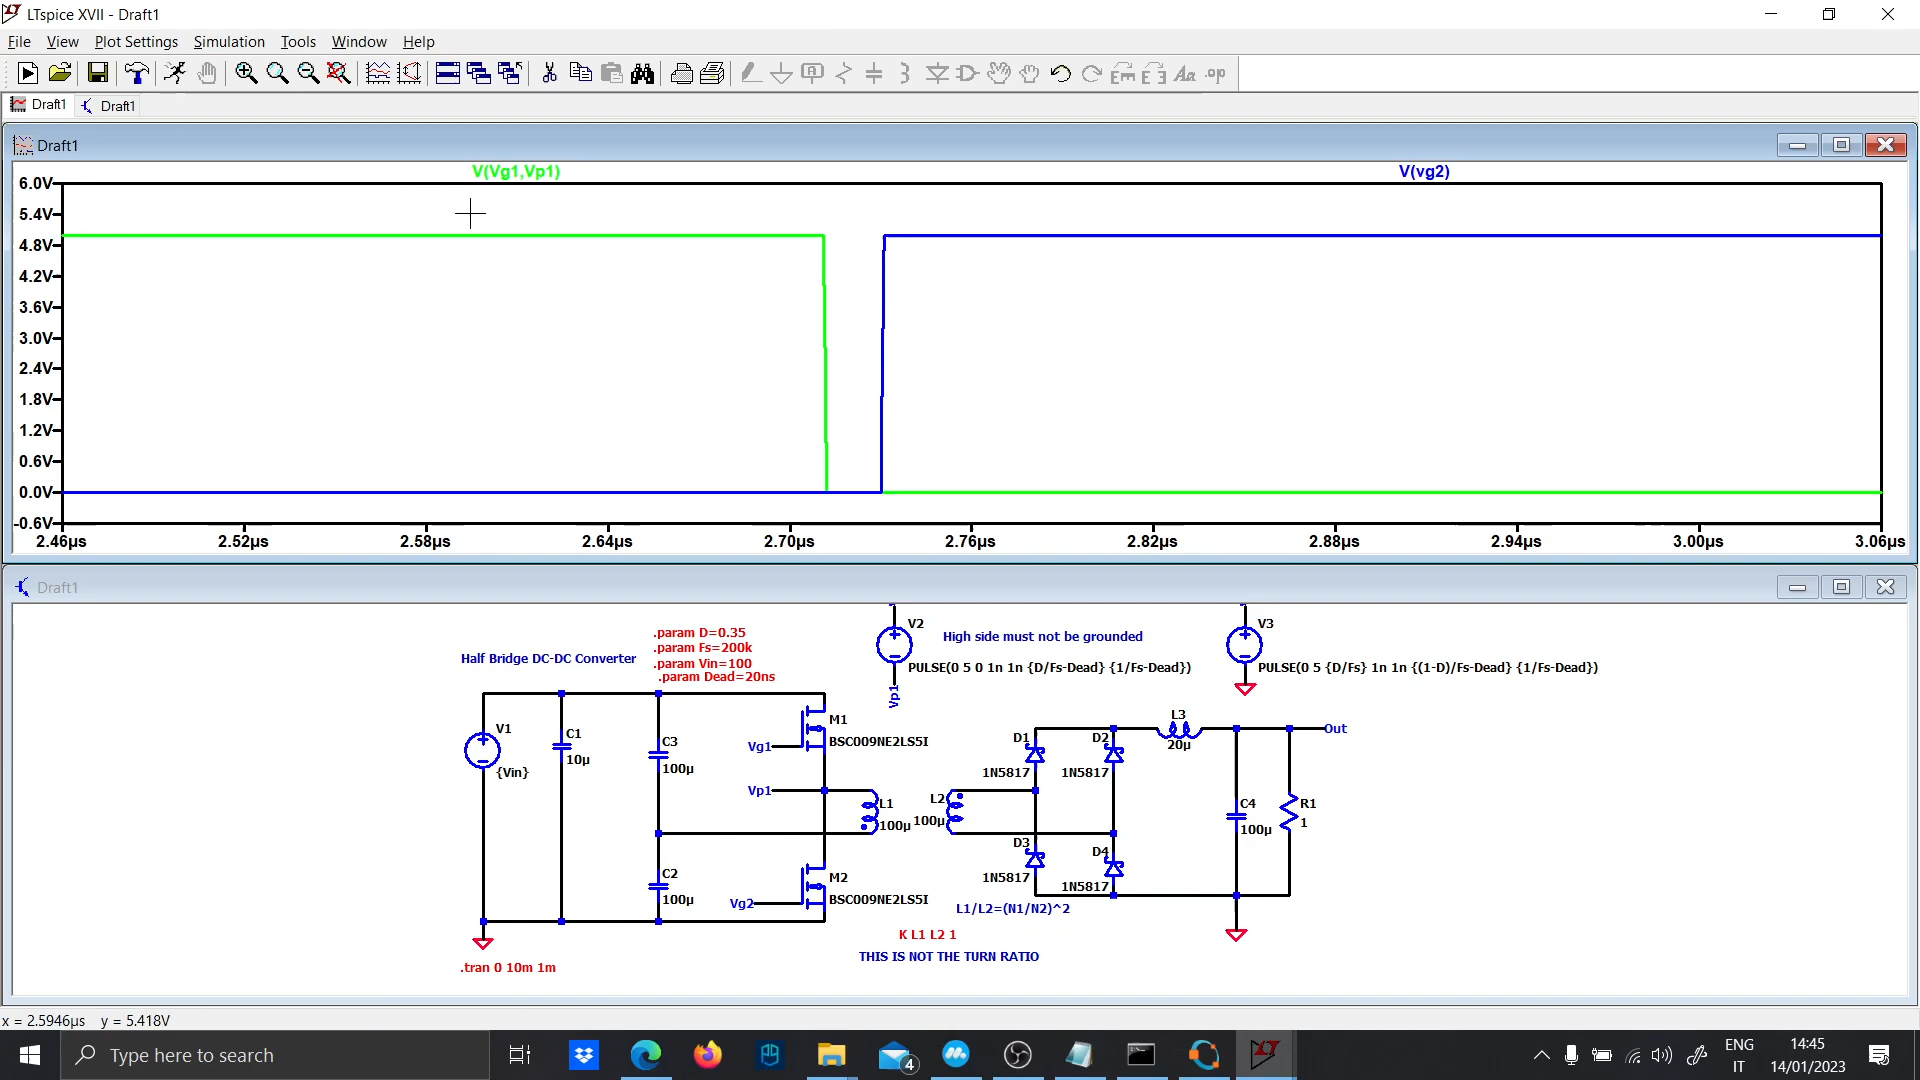 LTspice XVII - Draft1
File View Plot Settings Simulation Tools Window Help
Draft1 Draft1
Draft1
V(Vg1,Vp1) V(vg2)
6.0V
5.4V
4.8V
4.2V
3.6V
3.0V
2.4V
1.8V
1.2V
0.6V
0.0V
-0.6V
2.46µs 2.52µs 2.58µs 2.64µs 2.70µs 2.76µs 2.82µs 2.88µs 2.94µs 3.00µs 3.06µs
Draft1
V2
High side must not be grounded
V3
PULSE(0 5 0 1n 1n {D/Fs-Dead} {1/Fs-Dead})
PULSE(0 5 {D/Fs} 1n 1n {(1-D)/Fs-Dead} {1/Fs-Dead})
Vp1
.param D=0.35
.param Fs=200k
.param Vin=100
.param Dead=20ns
Half Bridge DC-DC Converter
V1
{Vin}
C1
10µ
C3
100µ
C2
100µ
M1
BSC009NE2LS5I
Vg1
Vp1
L1
100µ
L2
100µ
M2
BSC009NE2LS5I
Vg2
D1
1N5817
D2
1N5817
D3
1N5817
D4
1N5817
L3
20µ
Out
C4
100µ
R1
1
L1/L2=(N1/N2)^2
K L1 L2 1
THIS IS NOT THE TURN RATIO
.tran 0 10m 1m
x = 2.5946µs y = 5.418V
Type here to search
4
ENG
IT
14:45
14/01/2023